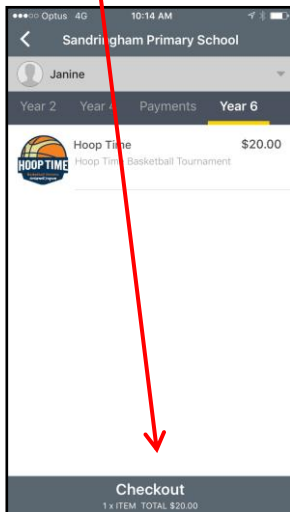 Optus 4G 10:14 AM
Sandringham Primary School
Janine
Year 2 Year 4 Payments Year 6
HOOP TIME
Hoop Time $20.00
Hoop Time Basketball Tournament
Checkout
1 x ITEM TOTAL $20.00